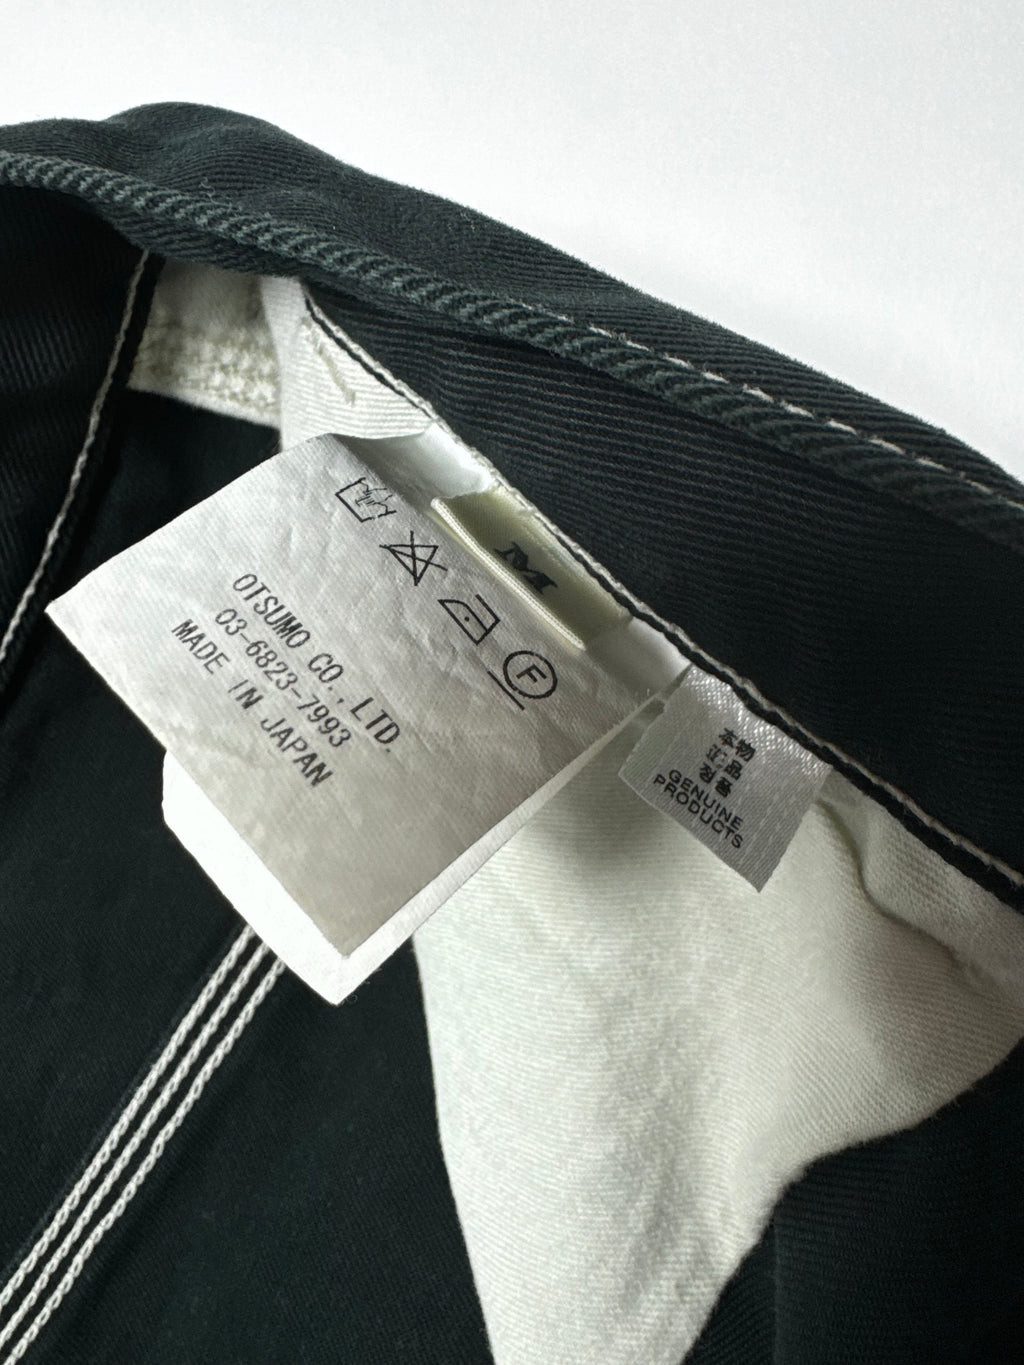 OTSUMO CO., LTD.
03-6823-7993
MADE IN JAPAN
M
F
本物
正品
정품
GENUINE
PRODUCTS